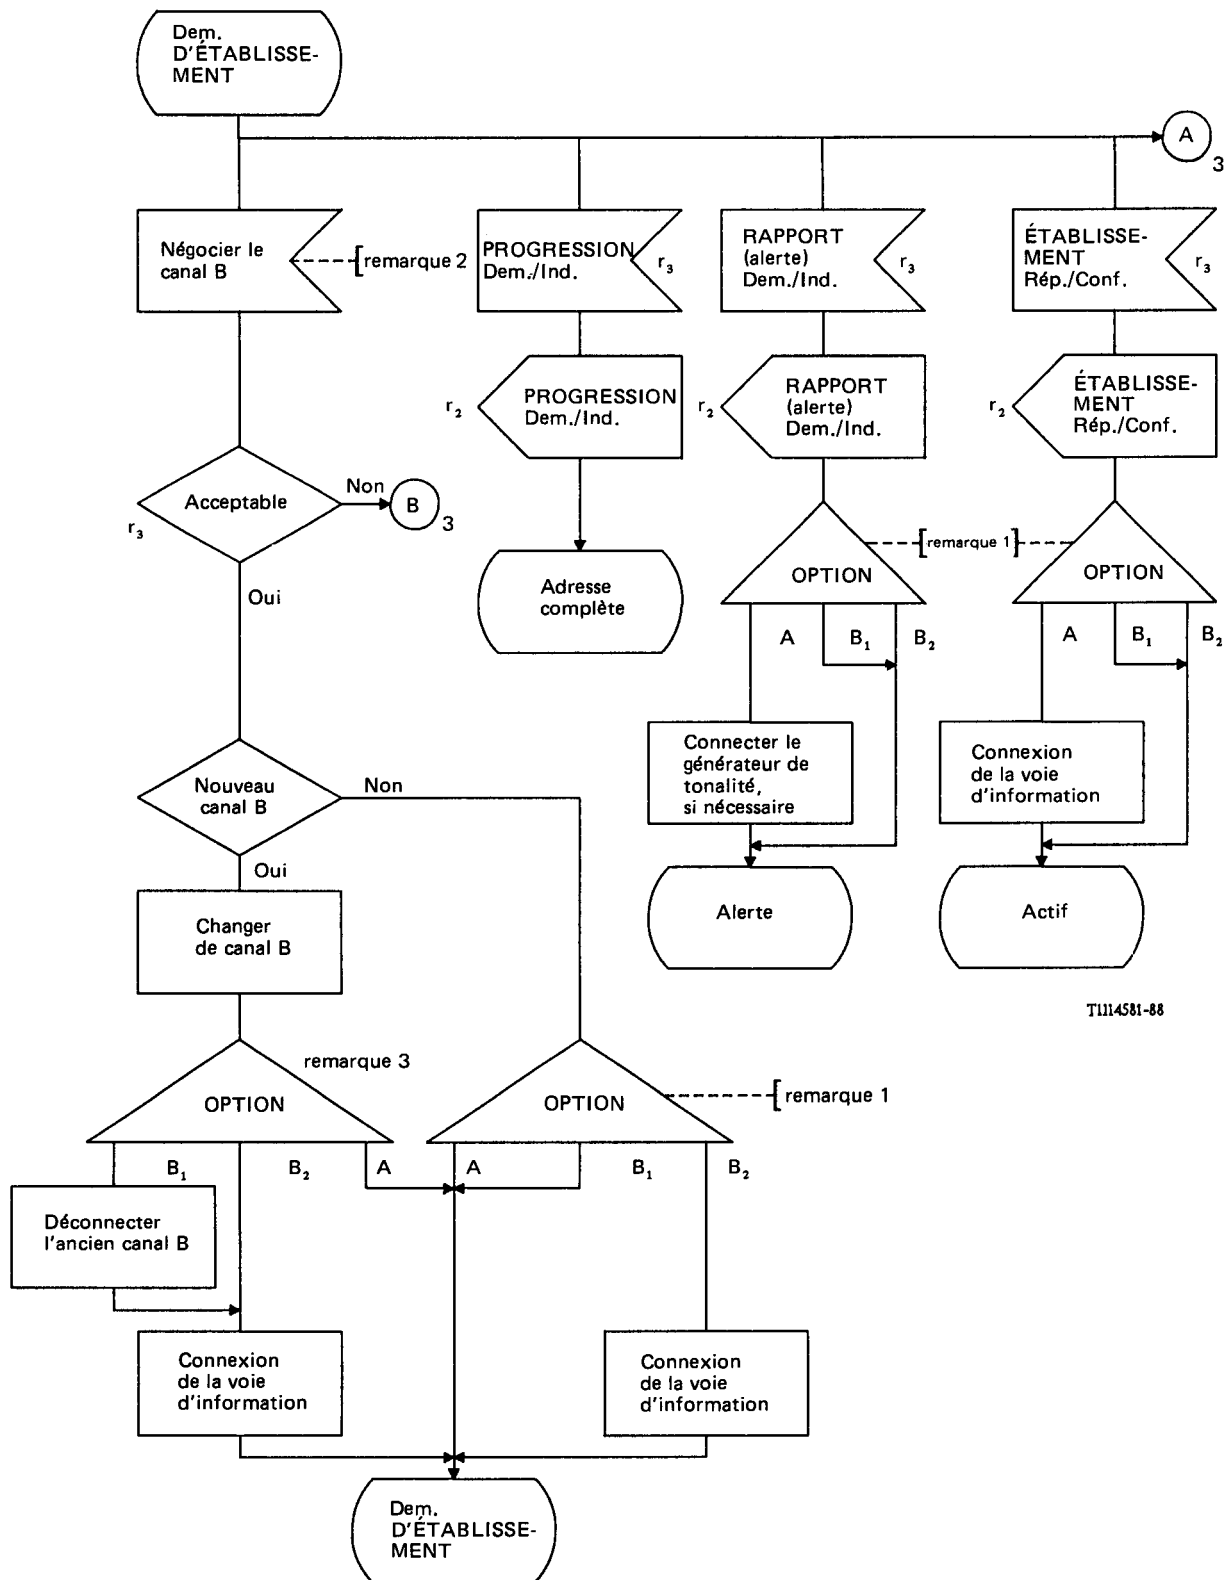 Dem.
D'ÉTABLISSE-
MENT
A
3
Négocier le
canal B
remarque 2
PROGRESSION
Dem./Ind.
r3
RAPPORT
(alerte)
Dem./Ind.
r3
ÉTABLISSE-
MENT
Rép./Conf.
r3
r2
PROGRESSION
Dem./Ind.
r2
RAPPORT
(alerte)
Dem./Ind.
r2
ÉTABLISSE-
MENT
Rép./Conf.
Acceptable
r3
Non
B
3
Oui
Adresse
complète
OPTION
remarque 1
OPTION
A
B1
B2
A
B1
B2
Connecter le
générateur de
tonalité,
si nécessaire
Connexion
de la voie
d'information
Nouveau
canal B
Non
Oui
Alerte
Actif
Changer
de canal B
T1114581-88
remarque 3
OPTION
OPTION
remarque 1
B1
B2
A
A
B1
B2
Déconnecter
l'ancien canal B
Connexion
de la voie
d'information
Connexion
de la voie
d'information
Dem.
D'ÉTABLISSE-
MENT